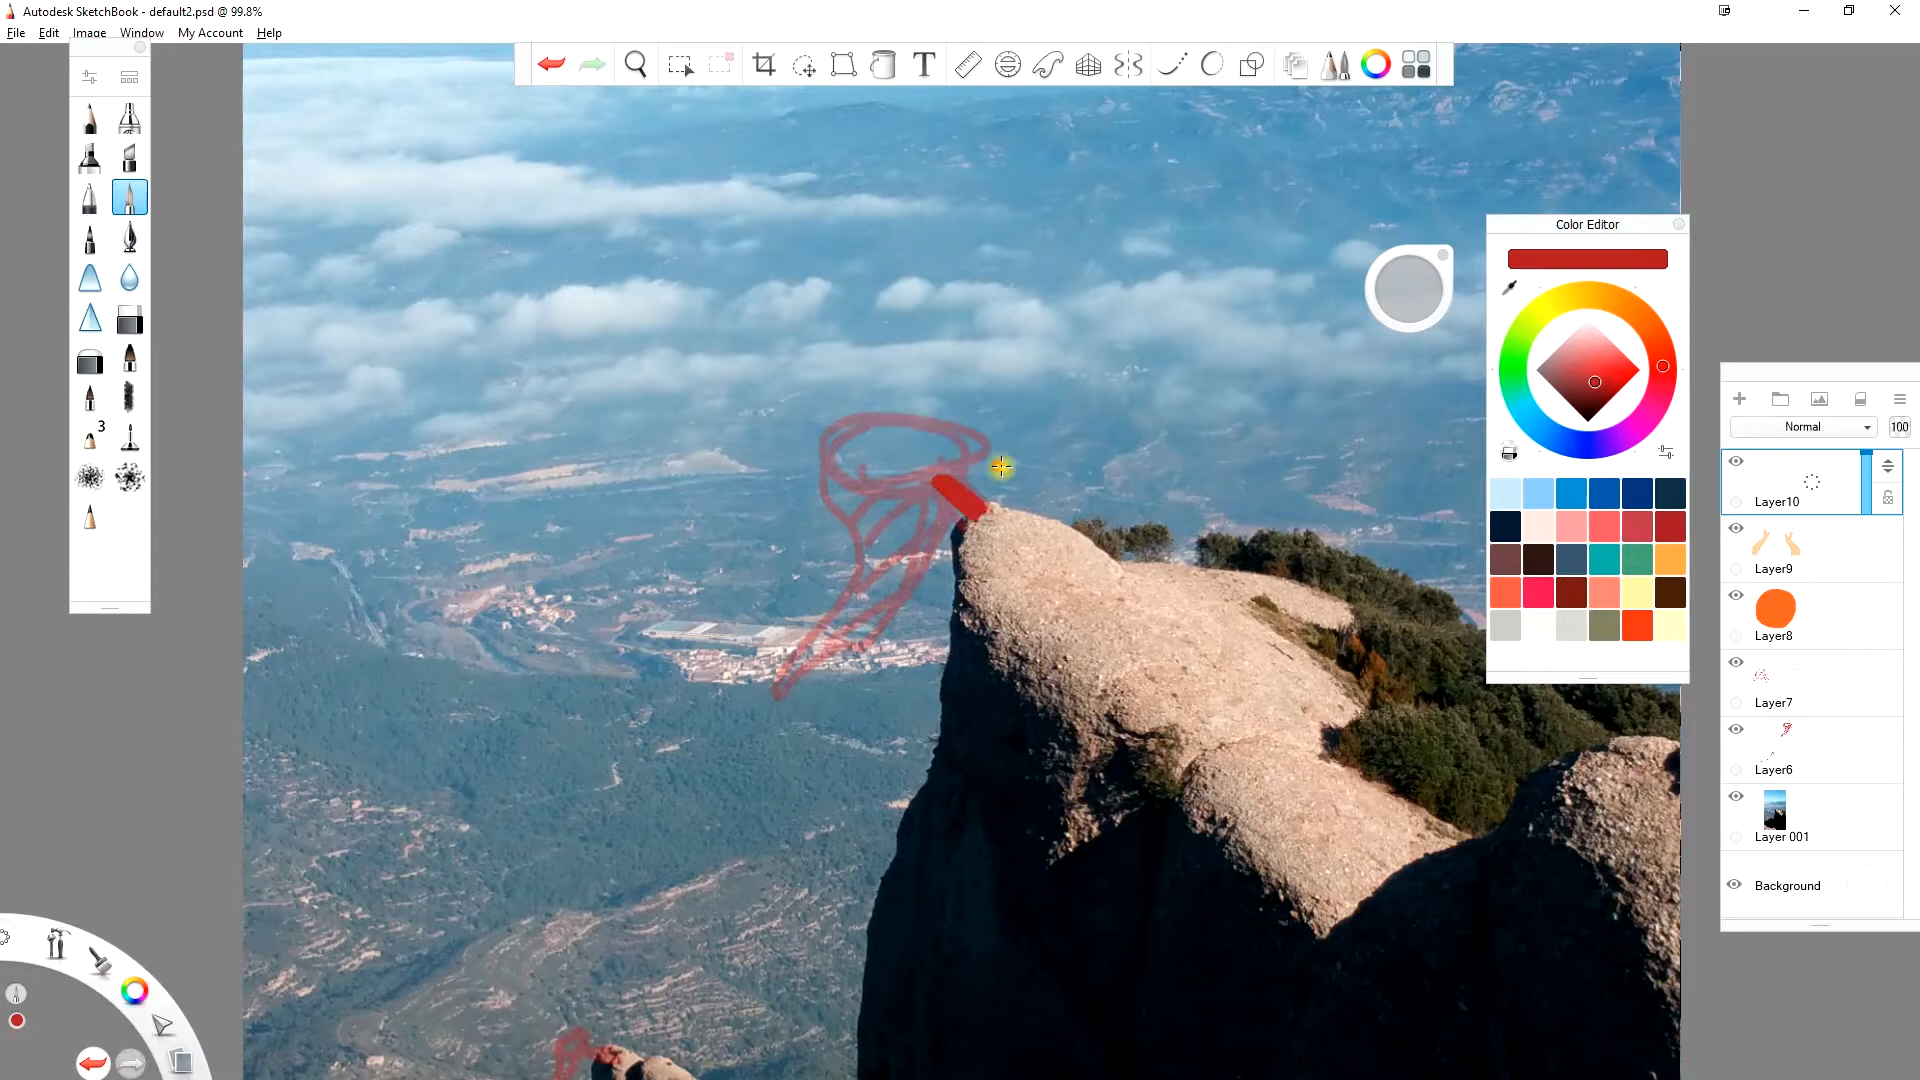 Autodesk SketchBook - default2.psd @ 99.8%
File Edit Image Window My Account Help
T
Color Editor
3
Normal 100
Layer10
Layer9
Layer8
Layer7
Layer6
Layer 001
Background